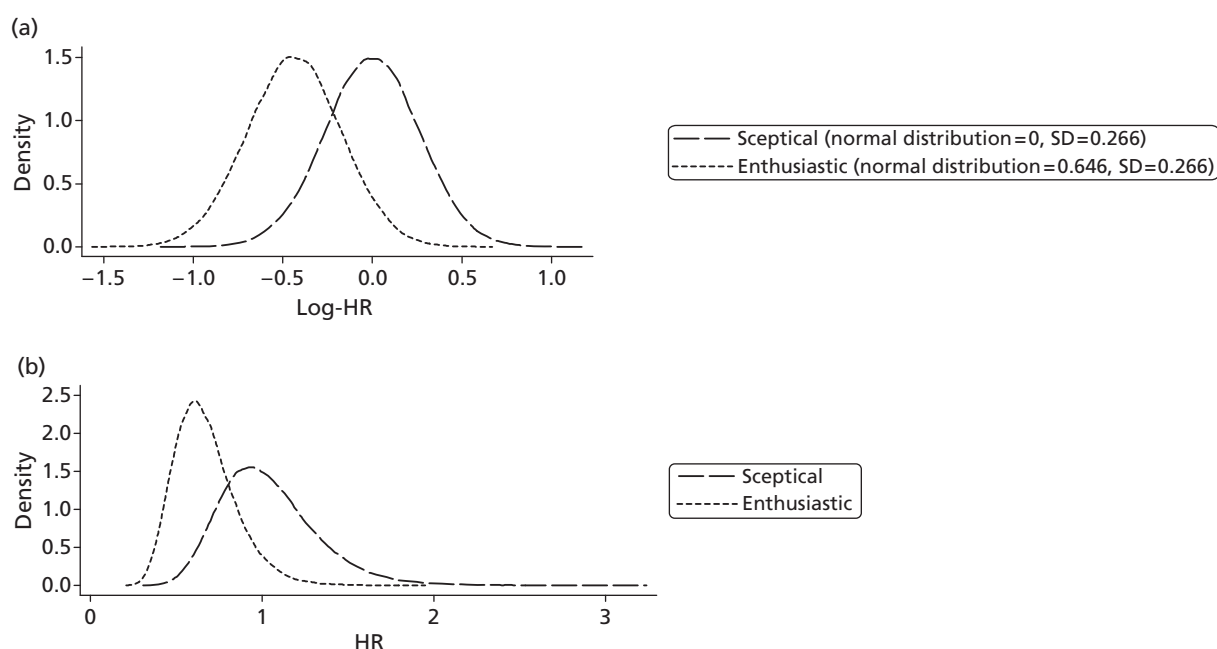 (a)
1.5
1.0
0.5
0.0
Density
−1.5 −1.0 −0.5 0.0 0.5 1.0
Log-HR
Sceptical (normal distribution=0, SD=0.266)
Enthusiastic (normal distribution=0.646, SD=0.266)
(b)
2.5
2.0
1.5
1.0
0.5
0.0
Density
0 1 2 3
HR
Sceptical
Enthusiastic